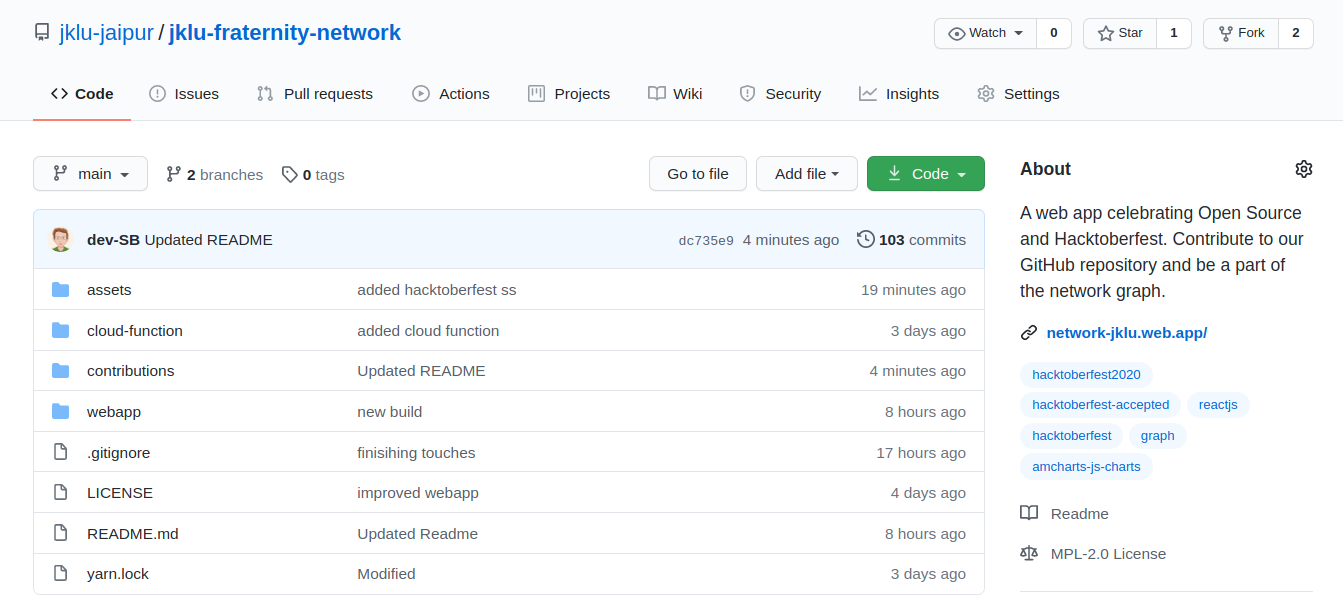 jklu-jaipur / jklu-fraternity-network
Watch 0 Star 1 Fork 2
Code Issues Pull requests Actions Projects Wiki Security Insights Settings
main 2 branches 0 tags Go to file Add file Code
dev-SB Updated README dc735e9 4 minutes ago 103 commits
assets added hacktoberfest ss 19 minutes ago
cloud-function added cloud function 3 days ago
contributions Updated README 4 minutes ago
webapp new build 8 hours ago
.gitignore finisihing touches 17 hours ago
LICENSE improved webapp 4 days ago
README.md Updated Readme 8 hours ago
yarn.lock Modified 3 days ago
About
A web app celebrating Open Source
and Hacktoberfest. Contribute to our
GitHub repository and be a part of
the network graph.
network-jklu.web.app/
hacktoberfest2020
hacktoberfest-accepted reactjs
hacktoberfest graph
amcharts-js-charts
Readme
MPL-2.0 License